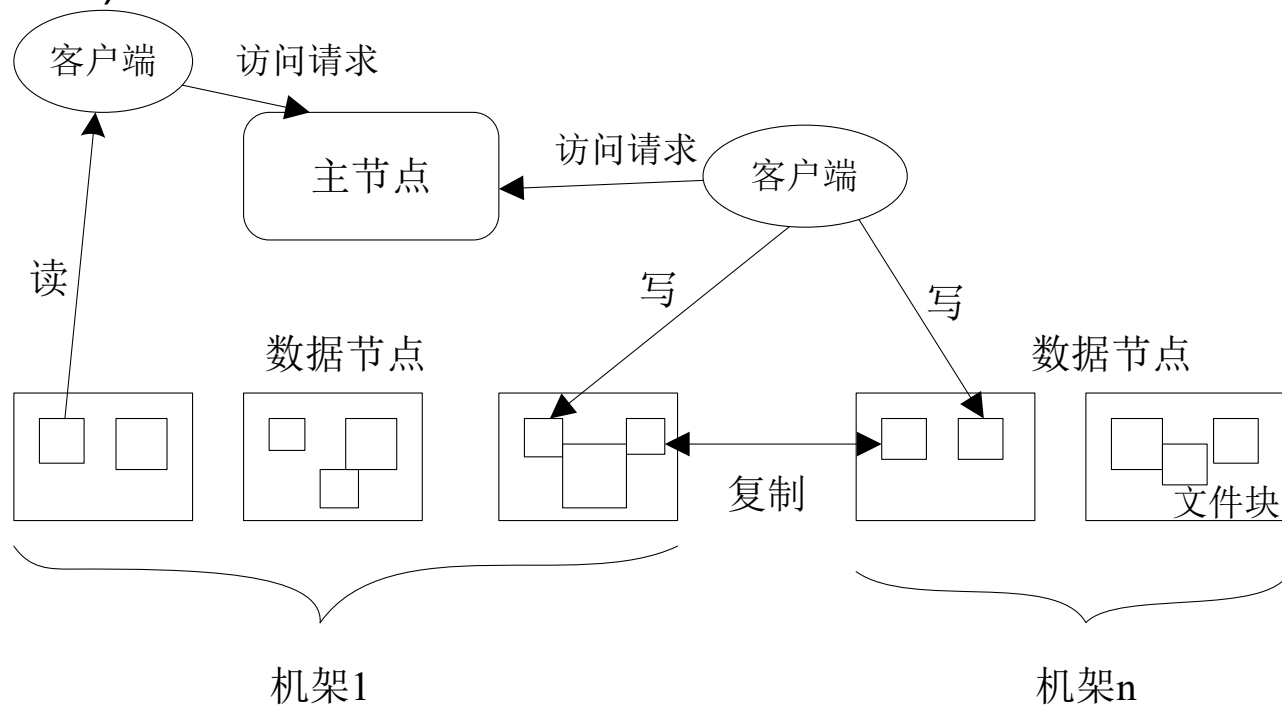 客户端
访问请求
主节点
访问请求
客户端
读
写
写
数据节点
数据节点
复制
文件块
机架1
机架n